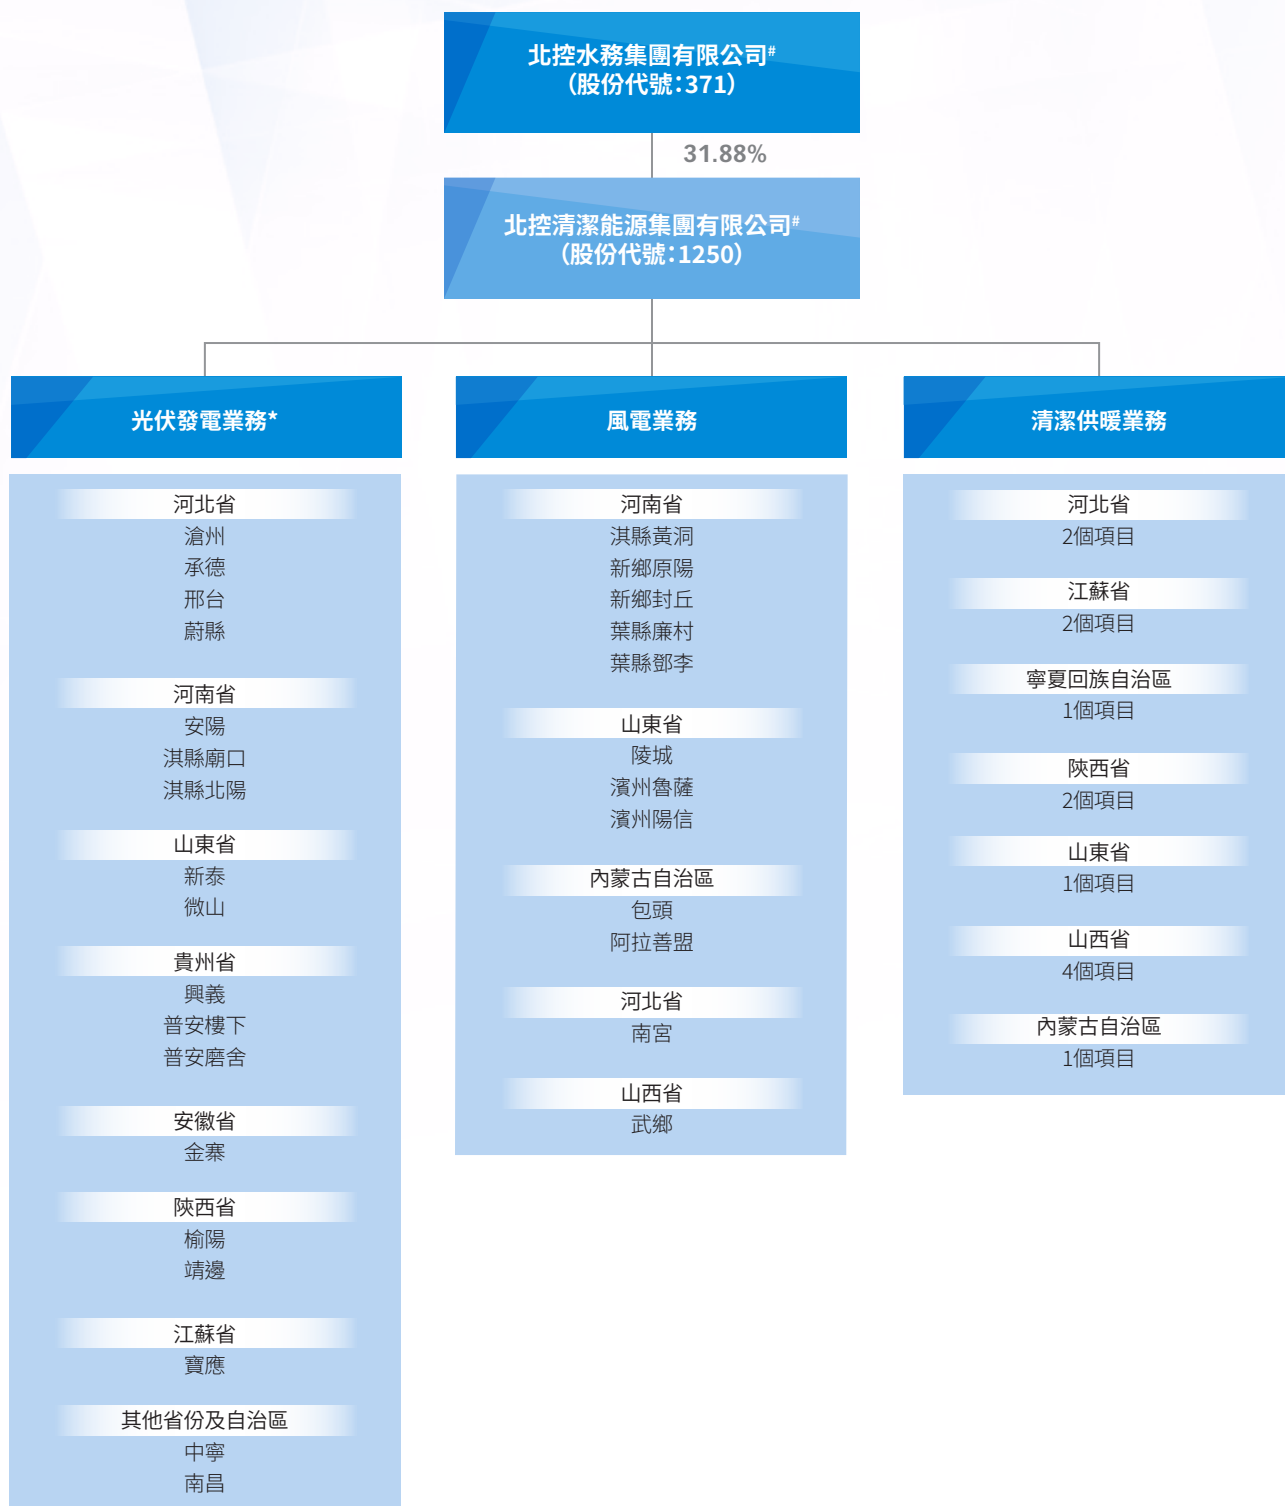 北控水務集團有限公司#
（股份代號：371）
31.88%
北控清潔能源集團有限公司#
（股份代號：1250）
光伏發電業務*
河北省
滄州
承德
邢台
蔚縣
河南省
安陽
淇縣廟口
淇縣北陽
山東省
新泰
微山
貴州省
興義
普安樓下
普安磨舍
安徽省
金寨
陝西省
榆陽
靖邊
江蘇省
寶應
其他省份及自治區
中寧
南昌
風電業務
河南省
淇縣黃洞
新鄉原陽
新鄉封丘
葉縣廉村
葉縣鄧李
山東省
陵城
濱州魯薩
濱州陽信
內蒙古自治區
包頭
阿拉善盟
河北省
南宮
山西省
武鄉
清潔供暖業務
河北省
2個項目
江蘇省
2個項目
寧夏回族自治區
1個項目
陝西省
2個項目
山東省
1個項目
山西省
4個項目
內蒙古自治區
1個項目